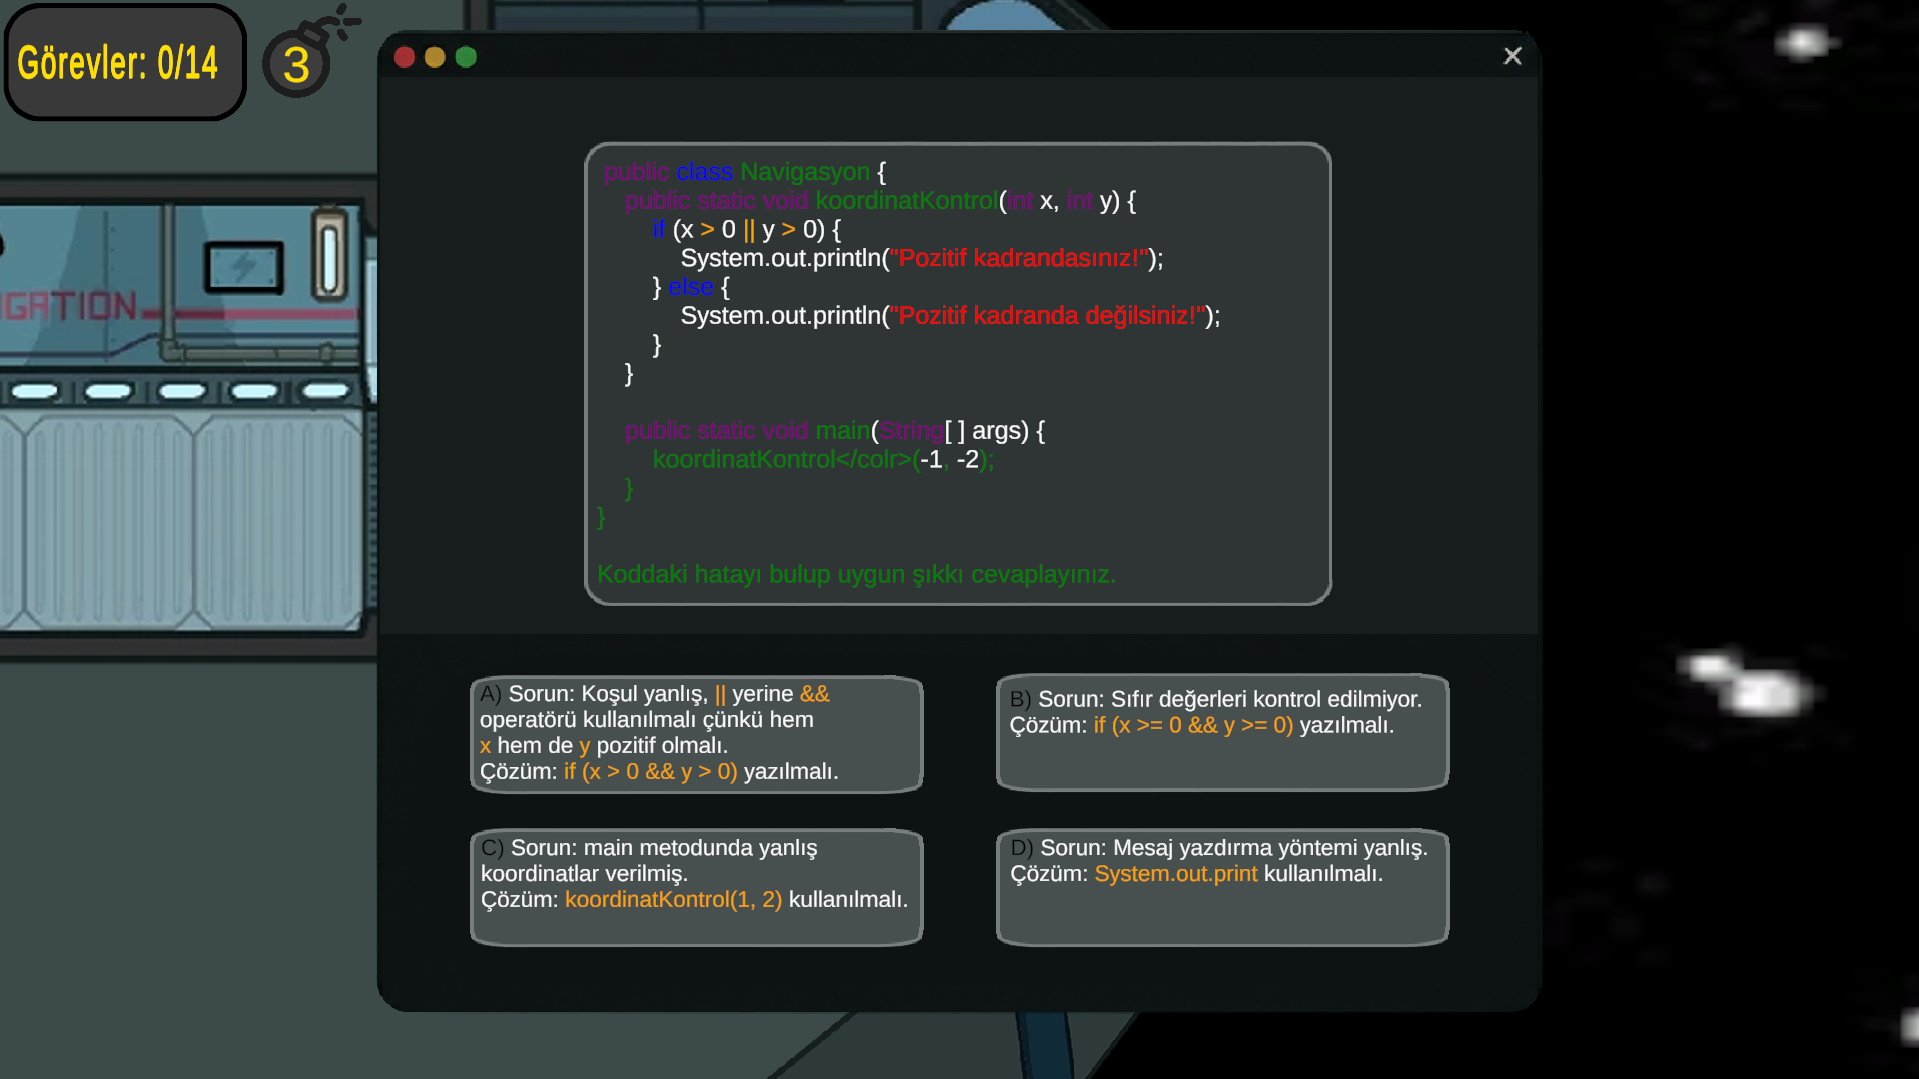 Görevler: 0/14
3
public class Navigasyon {
public static void koordinatKontrol(int x, int y) {
if (x > 0 || y > 0) {
System.out.println("Pozitif kadrandasınız!");
} else {
System.out.println("Pozitif kadranda değilsiniz!");
}
}
public static void main(String[ ] args) {
koordinatKontrol</colr>(-1, -2);
}
}
Koddaki hatayı bulup uygun şıkkı cevaplayınız.
IGATION
A) Sorun: Koşul yanlış, || yerine &&
operatörü kullanılmalı çünkü hem
x hem de y pozitif olmalı.
Çözüm: if (x > 0 && y > 0) yazılmalı.
B) Sorun: Sıfır değerleri kontrol edilmiyor.
Çözüm: if (x >= 0 && y >= 0) yazılmalı.
C) Sorun: main metodunda yanlış
koordinatlar verilmiş.
Çözüm: koordinatKontrol(1, 2) kullanılmalı.
D) Sorun: Mesaj yazdırma yöntemi yanlış.
Çözüm: System.out.print kullanılmalı.